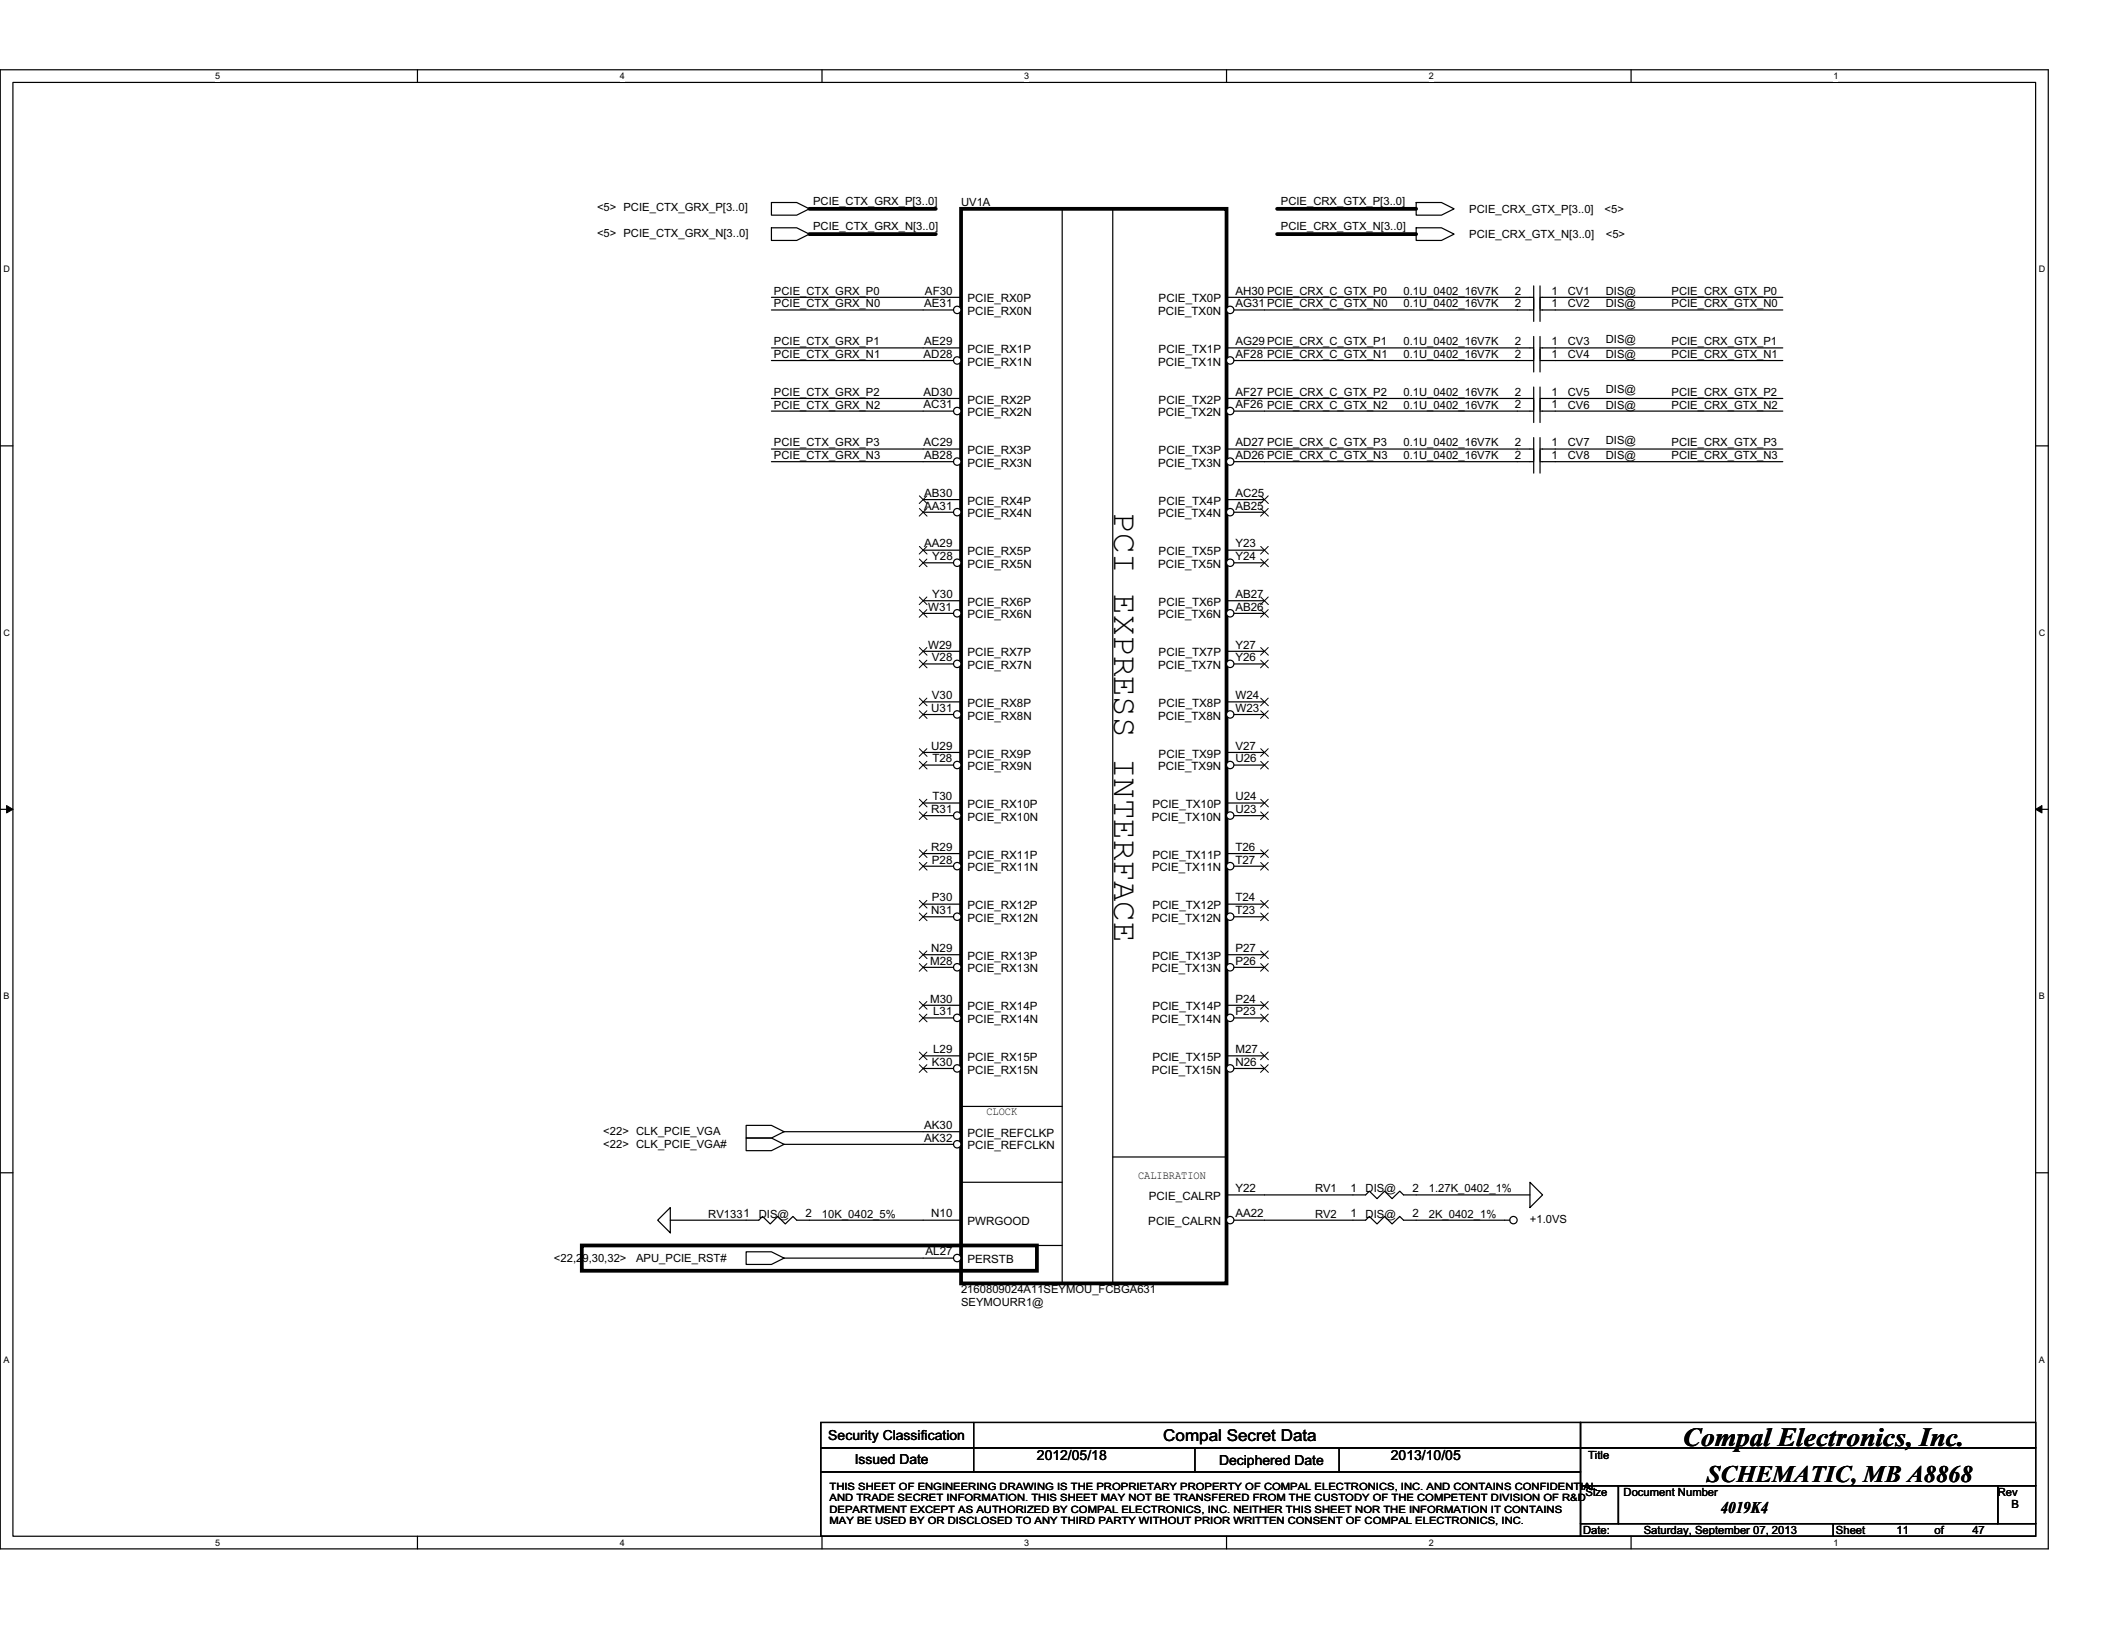 5 4 3 2 1
<5> PCIE_CTX_GRX_P[3..0] PCIE_CTX_GRX_P[3..0] UV1A PCIE_CRX_GTX_P[3..0] PCIE_CRX_GTX_P[3..0] <5>
<5> PCIE_CTX_GRX_N[3..0] PCIE_CTX_GRX_N[3..0] PCIE_CRX_GTX_N[3..0] PCIE_CRX_GTX_N[3..0] <5>
D D
PCIE_CTX_GRX_P0 AF30 PCIE_RX0P PCIE_TX0P AH30 PCIE_CRX_C_GTX_P0 0.1U_0402_16V7K 2 1 CV1 DIS@ PCIE_CRX_GTX_P0
PCIE_CTX_GRX_N0 AE31 PCIE_RX0N PCIE_TX0N AG31 PCIE_CRX_C_GTX_N0 0.1U_0402_16V7K 2 1 CV2 DIS@ PCIE_CRX_GTX_N0
PCIE_CTX_GRX_P1 AE29 PCIE_RX1P PCIE_TX1P AG29 PCIE_CRX_C_GTX_P1 0.1U_0402_16V7K 2 1 CV3 DIS@ PCIE_CRX_GTX_P1
PCIE_CTX_GRX_N1 AD28 PCIE_RX1N PCIE_TX1N AF28 PCIE_CRX_C_GTX_N1 0.1U_0402_16V7K 2 1 CV4 DIS@ PCIE_CRX_GTX_N1
PCIE_CTX_GRX_P2 AD30 PCIE_RX2P PCIE_TX2P AF27 PCIE_CRX_C_GTX_P2 0.1U_0402_16V7K 2 1 CV5 DIS@ PCIE_CRX_GTX_P2
PCIE_CTX_GRX_N2 AC31 PCIE_RX2N PCIE_TX2N AF26 PCIE_CRX_C_GTX_N2 0.1U_0402_16V7K 2 1 CV6 DIS@ PCIE_CRX_GTX_N2
PCIE_CTX_GRX_P3 AC29 PCIE_RX3P PCIE_TX3P AD27 PCIE_CRX_C_GTX_P3 0.1U_0402_16V7K 2 1 CV7 DIS@ PCIE_CRX_GTX_P3
PCIE_CTX_GRX_N3 AB28 PCIE_RX3N PCIE_TX3N AD26 PCIE_CRX_C_GTX_N3 0.1U_0402_16V7K 2 1 CV8 DIS@ PCIE_CRX_GTX_N3
AB30 PCIE_RX4P PCIE_TX4P AC25
AA31 PCIE_RX4N PCIE_TX4N AB25
PCI EXPRESS INTERFACE
AA29 PCIE_RX5P PCIE_TX5P Y23
Y28 PCIE_RX5N PCIE_TX5N Y24
Y30 PCIE_RX6P PCIE_TX6P AB27
W31 PCIE_RX6N PCIE_TX6N AB26
C C
W29 PCIE_RX7P PCIE_TX7P Y27
V28 PCIE_RX7N PCIE_TX7N Y26
V30 PCIE_RX8P PCIE_TX8P W24
U31 PCIE_RX8N PCIE_TX8N W23
U29 PCIE_RX9P PCIE_TX9P V27
T28 PCIE_RX9N PCIE_TX9N U26
T30 PCIE_RX10P PCIE_TX10P U24
R31 PCIE_RX10N PCIE_TX10N U23
R29 PCIE_RX11P PCIE_TX11P T26
P28 PCIE_RX11N PCIE_TX11N T27
P30 PCIE_RX12P PCIE_TX12P T24
N31 PCIE_RX12N PCIE_TX12N T23
N29 PCIE_RX13P PCIE_TX13P P27
M28 PCIE_RX13N PCIE_TX13N P26
B B
M30 PCIE_RX14P PCIE_TX14P P24
L31 PCIE_RX14N PCIE_TX14N P23
L29 PCIE_RX15P PCIE_TX15P M27
K30 PCIE_RX15N PCIE_TX15N N26
CLOCK
<22> CLK_PCIE_VGA AK30 PCIE_REFCLKP
<22> CLK_PCIE_VGA# AK32 PCIE_REFCLKN
CALIBRATION
PCIE_CALRP Y22 RV1 1 DIS@ 2 1.27K_0402_1%
RV133 1 DIS@ 2 10K_0402_5% N10 PWRGOOD PCIE_CALRN AA22 RV2 1 DIS@ 2 2K_0402_1% +1.0VS
<22,29,30,32> APU_PCIE_RST# AL27 PERSTB
2160809024A11SEYMOU_FCBGA631
SEYMOURR1@
A A
Security Classification Compal Secret Data Compal Electronics, Inc.
Issued Date 2012/05/18 Deciphered Date 2013/10/05 Title
SCHEMATIC, MB A8868
THIS SHEET OF ENGINEERING DRAWING IS THE PROPRIETARY PROPERTY OF COMPAL ELECTRONICS, INC. AND CONTAINS CONFIDENTIAL
AND TRADE SECRET INFORMATION. THIS SHEET MAY NOT BE TRANSFERED FROM THE CUSTODY OF THE COMPETENT DIVISION OF R&D
DEPARTMENT EXCEPT AS AUTHORIZED BY COMPAL ELECTRONICS, INC. NEITHER THIS SHEET NOR THE INFORMATION IT CONTAINS
MAY BE USED BY OR DISCLOSED TO ANY THIRD PARTY WITHOUT PRIOR WRITTEN CONSENT OF COMPAL ELECTRONICS, INC.
Size Document Number Rev
4019K4 B
Date: Saturday, September 07, 2013 Sheet 11 of 47
5 4 3 2 1